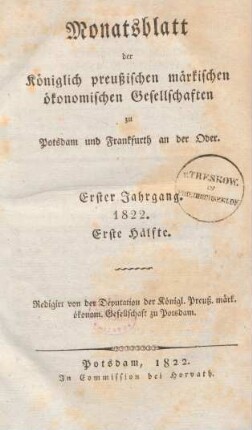 Monatsblatt
der
Königlich preußischen märkischen
ökonomischen Gesellschaften
zu
Potsdam und Frankfurth an der Oder.
v. TRESKOW.
IN
FRIEDRICHSFELDE.
Erster Jahrgang.
1822.
Erste Hälfte.
Redigirt von der Deputation der Königl. Preuß. märk.
ökonom. Gesellschaft zu Potsdam.
Potsdam, 1822.
In Commission bei Horvath.